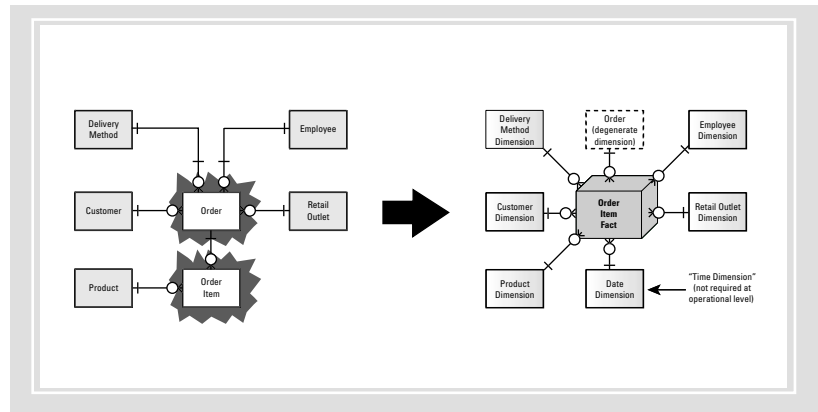 Delivery
Method
Employee
Customer
Order
Retail
Outlet
Product
Order
Item
Delivery
Method
Dimension
Order
(degenerate
dimension)
Employee
Dimension
Customer
Dimension
Order
Item
Fact
Retail Outlet
Dimension
Product
Dimension
Date
Dimension
“Time Dimension”
(not required at
operational level)